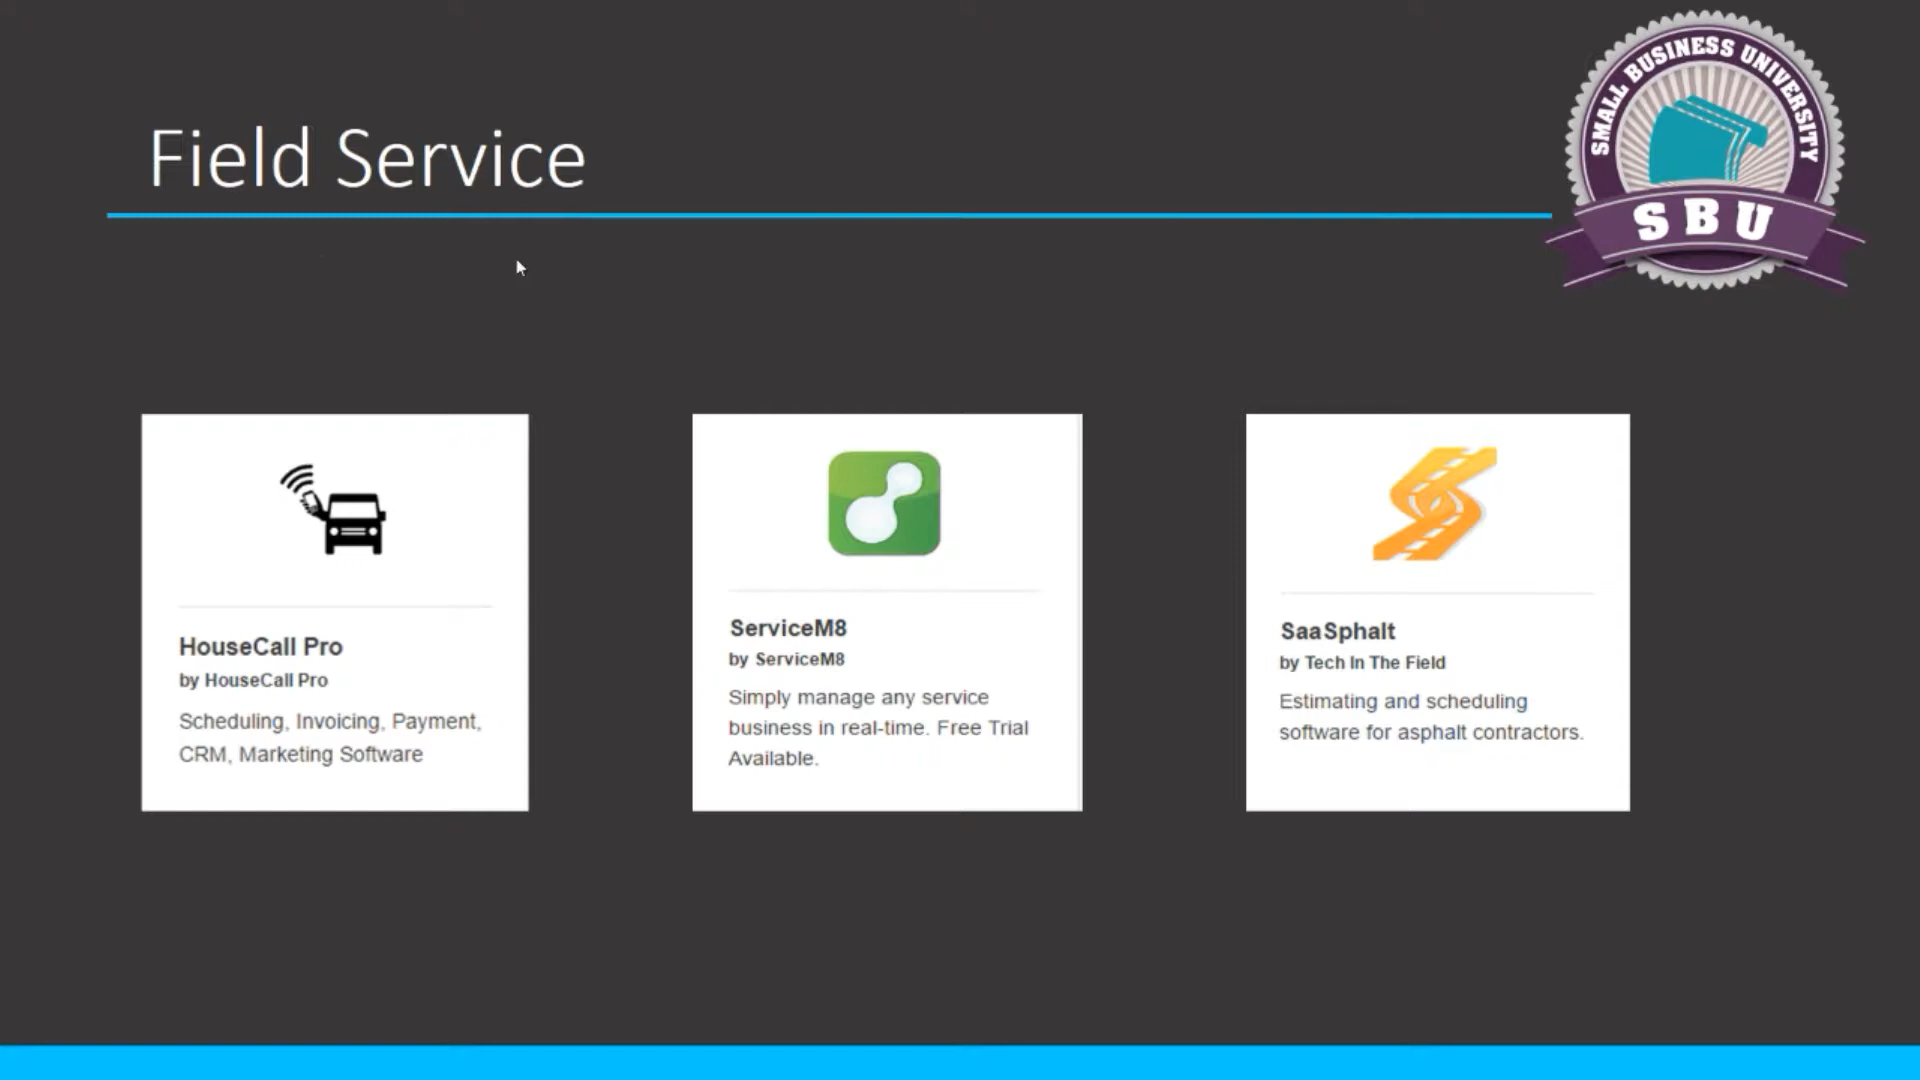 Field Service
SMALL BUSINESS UNIVERSITY
SBU
HouseCall Pro
by HouseCall Pro
Scheduling, Invoicing, Payment,
CRM, Marketing Software
ServiceM8
by ServiceM8
Simply manage any service
business in real-time. Free Trial
Available.
SaaSphalt
by Tech In The Field
Estimating and scheduling
software for asphalt contractors.